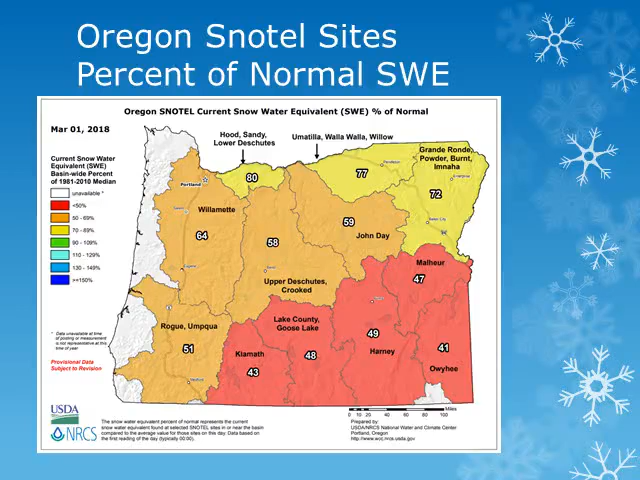 Oregon Snotel Sites
Percent of Normal SWE
Oregon SNOTEL Current Snow Water Equivalent (SWE) % of Normal
Mar 01, 2018
Current Snow Water
Equivalent (SWE)
Basin-wide Percent
of 1981-2010 Median
unavailable *
<50%
50 - 69%
70 - 89%
90 - 109%
110 - 129%
130 - 149%
>=150%
* Data unavailable at time
of posting or measurement
is not representative at this
time of year
Provisional Data
Subject to Revision
Hood, Sandy,
Lower Deschutes
Umatilla, Walla Walla, Willow
Grande Ronde,
Powder, Burnt,
Imnaha
Pendleton
77
80
Portland
72
Enterprise
Willamette
64
58
59
John Day
Baker City
Salem
Eugene
Bend
Malheur
47
Upper Deschutes,
Crooked
Rogue, Umpqua
51
Lake County,
Goose Lake
48
49
Harney
41
Owyhee
Klamath
43
Medford
Burns
USDA
NRCS
The snow water equivalent percent of normal represents the current
snow water equivalent found at selected SNOTEL sites in or near the basin
compared to the average value for those sites on this day. Data based on
the first reading of the day (typically 00:00).
Miles
0 10 20 40 60 80 100
Prepared by:
USDA/NRCS National Water and Climate Center
Portland, Oregon
http://www.wcc.nrcs.usda.gov